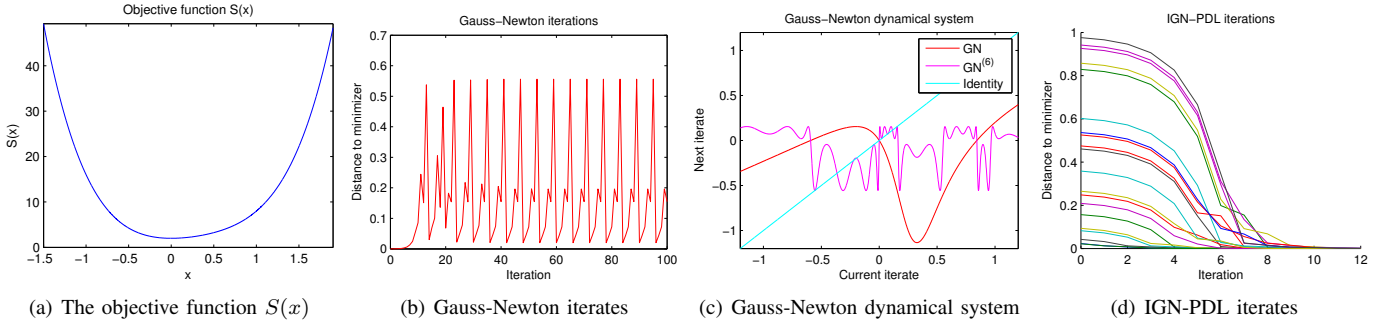 Objective function S(x)
S(x)
40
30
20
10
0
−1.5
−1
−0.5
0
0.5
1
1.5
x
(a) The objective function S(x)
Gauss−Newton iterations
Distance to minimizer
0.7
0.6
0.5
0.4
0.3
0.2
0.1
0
0
20
40
60
80
100
Iteration
(b) Gauss-Newton iterates
Gauss−Newton dynamical system
GN
GN(6)
Identity
Next iterate
1
0.5
0
−0.5
−1
−1
−0.5
0
0.5
1
Current iterate
(c) Gauss-Newton dynamical system
IGN−PDL iterations
Distance to minimizer
1
0.8
0.6
0.4
0.2
0
0
2
4
6
8
10
12
Iteration
(d) IGN-PDL iterates